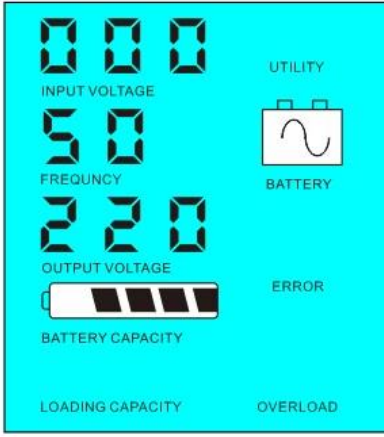 000
UTILITY
INPUT VOLTAGE
50
FREQUNCY
BATTERY
220
OUTPUT VOLTAGE
ERROR
BATTERY CAPACITY
LOADING CAPACITY
OVERLOAD